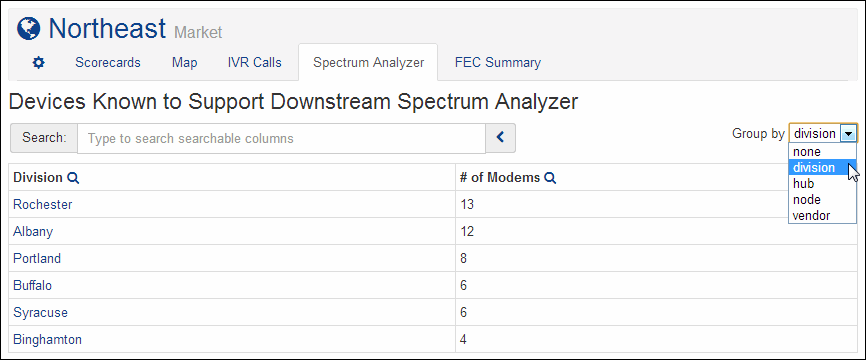 Northeast Market
Scorecards Map IVR Calls Spectrum Analyzer FEC Summary
Devices Known to Support Downstream Spectrum Analyzer
Search: Type to search searchable columns Group by division
none
division
hub
node
vendor
Division # of Modems
Rochester 13
Albany 12
Portland 8
Buffalo 6
Syracuse 6
Binghamton 4